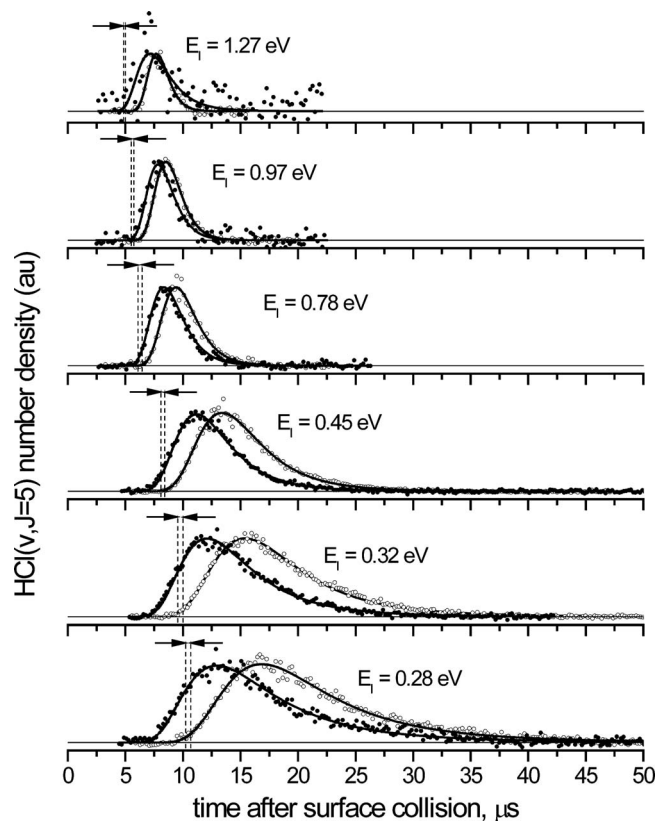 E_I = 1.27 eV
E_I = 0.97 eV
E_I = 0.78 eV
E_I = 0.45 eV
E_I = 0.32 eV
E_I = 0.28 eV
HCl(v,J=5) number density (au)
0 5 10 15 20 25 30 35 40 45 50
time after surface collision, μs